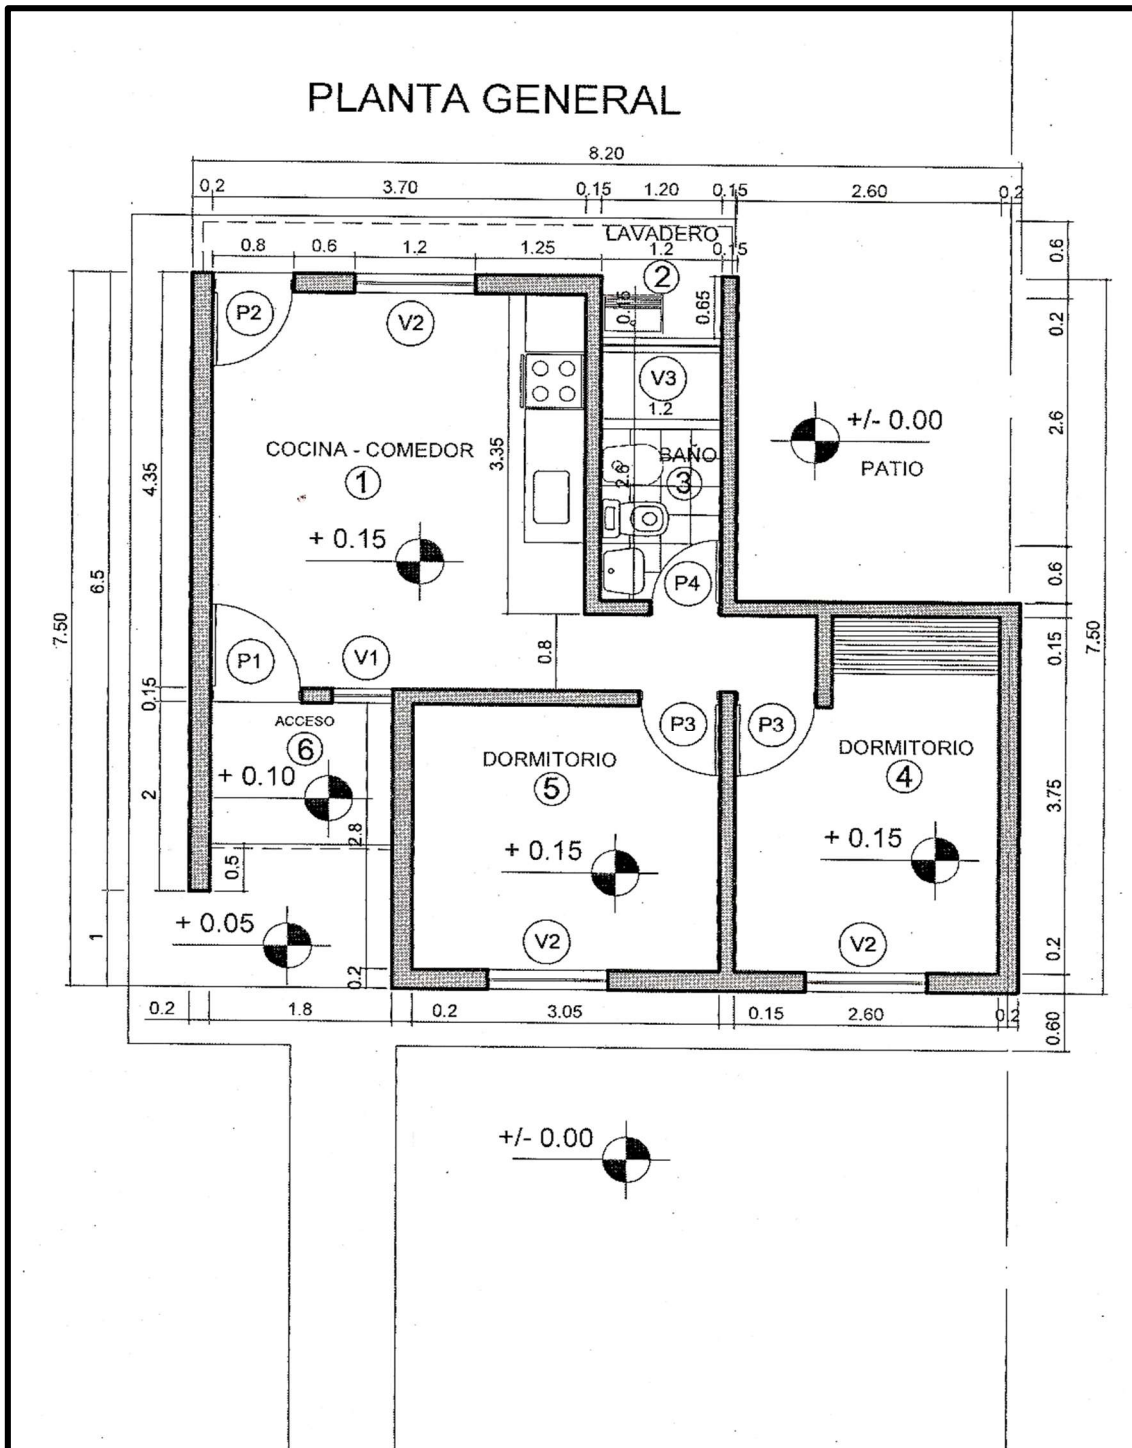 PLANTA GENERAL
8.20
0.2 3.70 0.15 1.20 0.15 2.60 0.2
LAVADERO
0.8 0.6 1.2 1.25 1.2 0.15
2
0.6
P2 V2 0.15 0.65 0.2
V3
1.2
+/- 0.00
PATIO
2.6
COCINA - COMEDOR
1
BAÑO
3
2.6
3.35
4.35
+ 0.15
6.5
7.50
P4
0.6
0.8
P1 V1
0.15
7.50
0.15
ACCESO
6
P3 P3
DORMITORIO
5
DORMITORIO
4
+ 0.10
2
2.8
3.75
+ 0.15
+ 0.15
0.5
+ 0.05
1
V2 V2
0.2
0.2
0.2 1.8 0.2 3.05 0.15 2.60 0.2
0.60
+/- 0.00